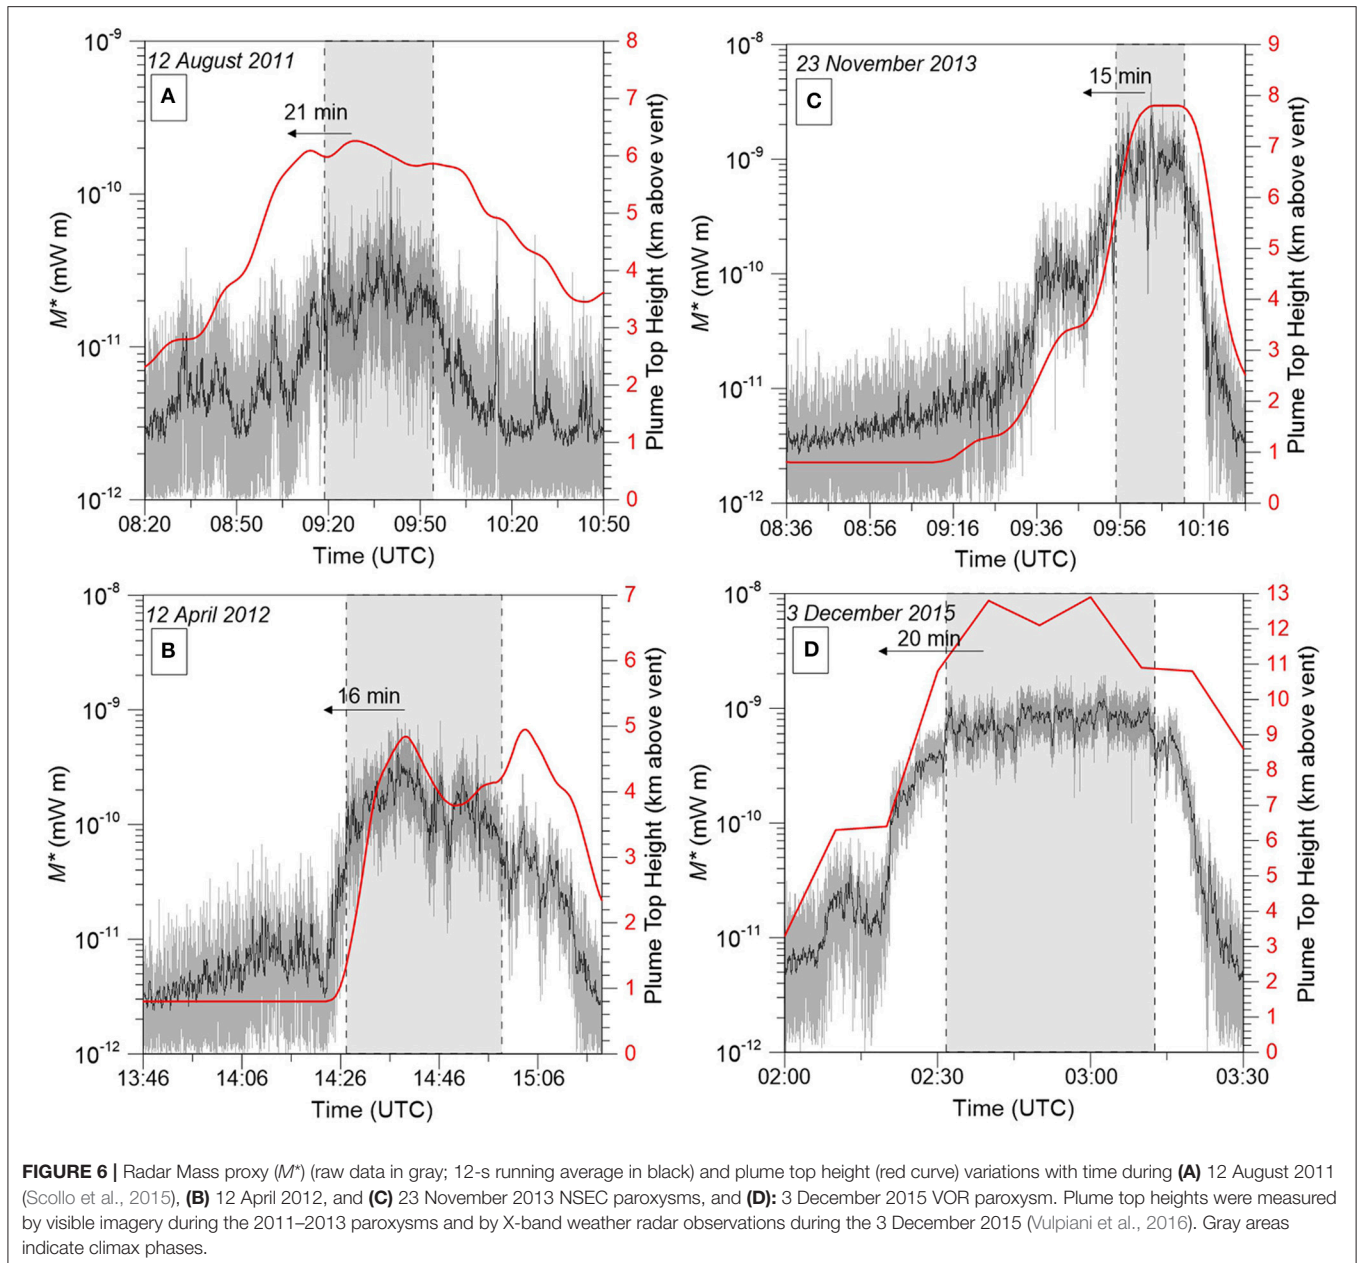 12 August 2011
A
21 min
10⁻⁹
10⁻¹⁰
10⁻¹¹
10⁻¹²
M* (mW m)
8
7
6
5
4
3
2
1
0
Plume Top Height (km above vent)
08:20 08:50 09:20 09:50 10:20 10:50
Time (UTC)
23 November 2013
C
15 min
10⁻⁸
10⁻⁹
10⁻¹⁰
10⁻¹¹
10⁻¹²
M* (mW m)
9
8
7
6
5
4
3
2
1
0
Plume Top Height (km above vent)
08:36 08:56 09:16 09:36 09:56 10:16
Time (UTC)
12 April 2012
B
16 min
10⁻⁸
10⁻⁹
10⁻¹⁰
10⁻¹¹
10⁻¹²
M* (mW m)
7
6
5
4
3
2
1
0
Plume Top Height (km above vent)
13:46 14:06 14:26 14:46 15:06
Time (UTC)
3 December 2015
D
20 min
10⁻⁸
10⁻⁹
10⁻¹⁰
10⁻¹¹
10⁻¹²
M* (mW m)
13
12
11
10
9
8
7
6
5
4
3
2
1
0
Plume Top Height (km above vent)
02:00 02:30 03:00 03:30
Time (UTC)
FIGURE 6 | Radar Mass proxy (M*) (raw data in gray; 12-s running average in black) and plume top height (red curve) variations with time during (A) 12 August 2011
(Scollo et al., 2015), (B) 12 April 2012, and (C) 23 November 2013 NSEC paroxysms, and (D): 3 December 2015 VOR paroxysm. Plume top heights were measured
by visible imagery during the 2011–2013 paroxysms and by X-band weather radar observations during the 3 December 2015 (Vulpiani et al., 2016). Gray areas
indicate climax phases.